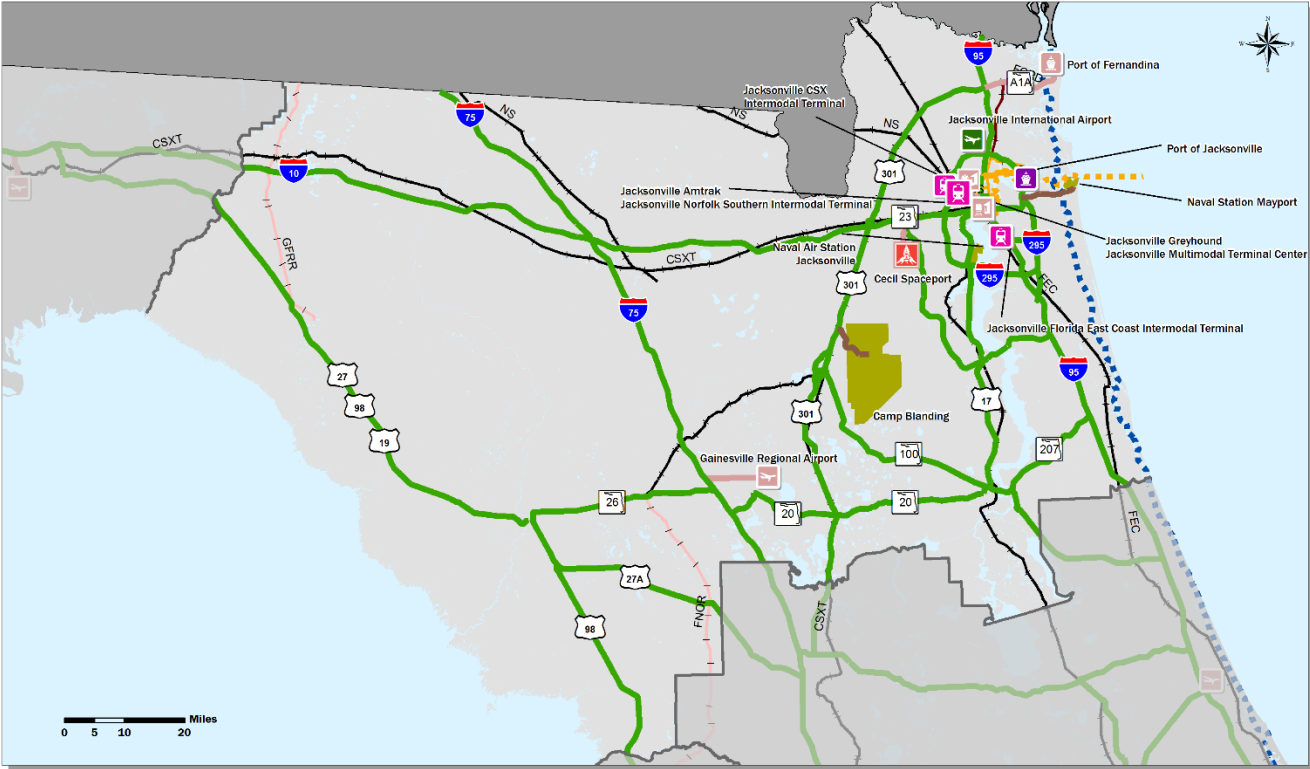 N
W
E
S
95
Port of Fernandina
A1A
Jacksonville CSX
Intermodal Terminal
NS
75
NS
NS
Jacksonville International Airport
CSXT
Port of Jacksonville
10
301
Jacksonville Amtrak
Jacksonville Norfolk Southern Intermodal Terminal
Naval Station Mayport
23
GFRR
CSXT
Naval Air Station
Jacksonville
295
Jacksonville Greyhound
Jacksonville Multimodal Terminal Center
Cecil Spaceport
295
301
FEC
75
Jacksonville Florida East Coast Intermodal Terminal
27
95
98
17
301
Camp Blanding
19
100
207
Gainesville Regional Airport
26
20
20
FEC
27A
FNOR
CSXT
98
Miles
0 5 10 20